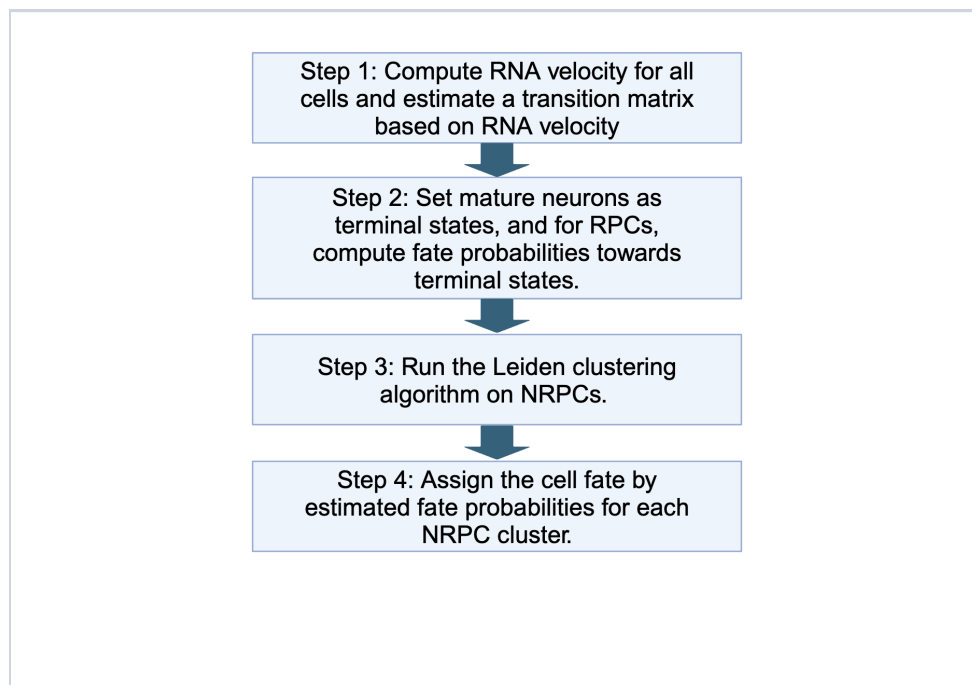 Step 1: Compute RNA velocity for all
cells and estimate a transition matrix
based on RNA velocity
Step 2: Set mature neurons as
terminal states, and for RPCs,
compute fate probabilities towards
terminal states.
Step 3: Run the Leiden clustering
algorithm on NRPCs.
Step 4: Assign the cell fate by
estimated fate probabilities for each
NRPC cluster.